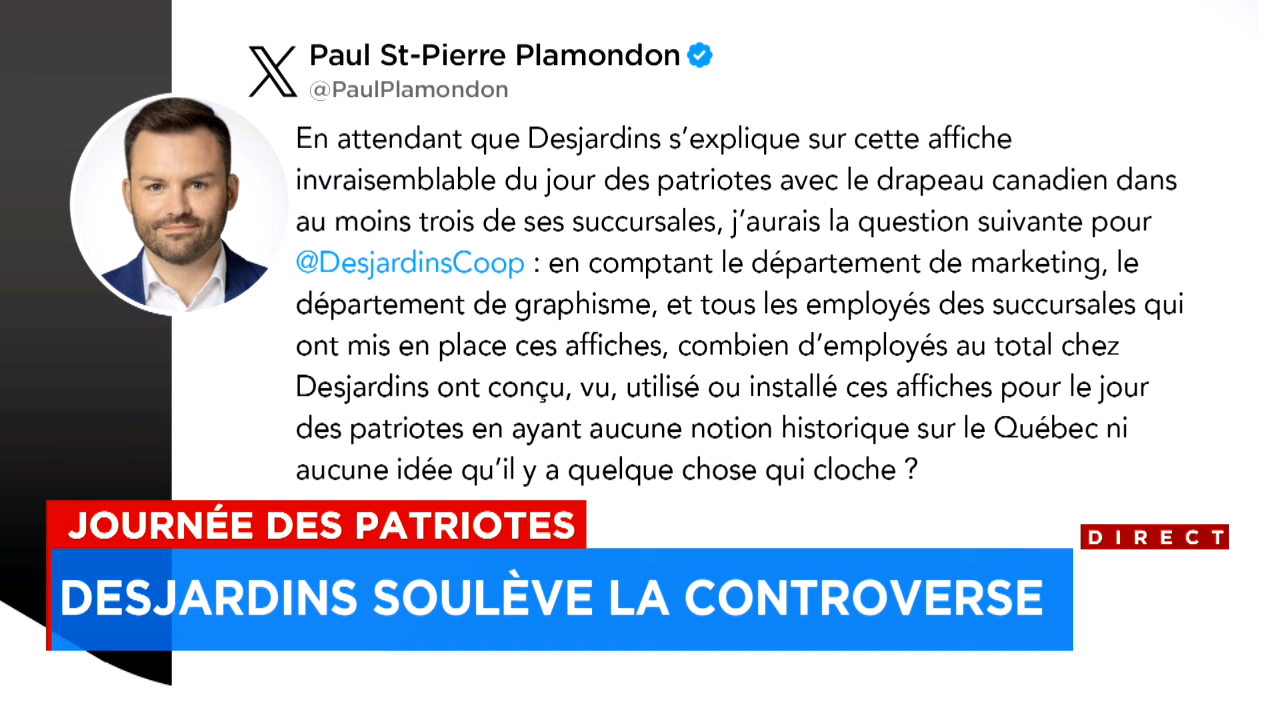 Paul St-Pierre Plamondon
@PaulPlamondon
En attendant que Desjardins s’explique sur cette affiche
invraisemblable du jour des patriotes avec le drapeau canadien dans
au moins trois de ses succursales, j’aurais la question suivante pour
@DesjardinsCoop : en comptant le département de marketing, le
département de graphisme, et tous les employés des succursales qui
ont mis en place ces affiches, combien d’employés au total chez
Desjardins ont conçu, vu, utilisé ou installé ces affiches pour le jour
des patriotes en ayant aucune notion historique sur le Québec ni
aucune idée qu’il y a quelque chose qui cloche ?
JOURNÉE DES PATRIOTES
DIRECT
DESJARDINS SOULÈVE LA CONTROVERSE